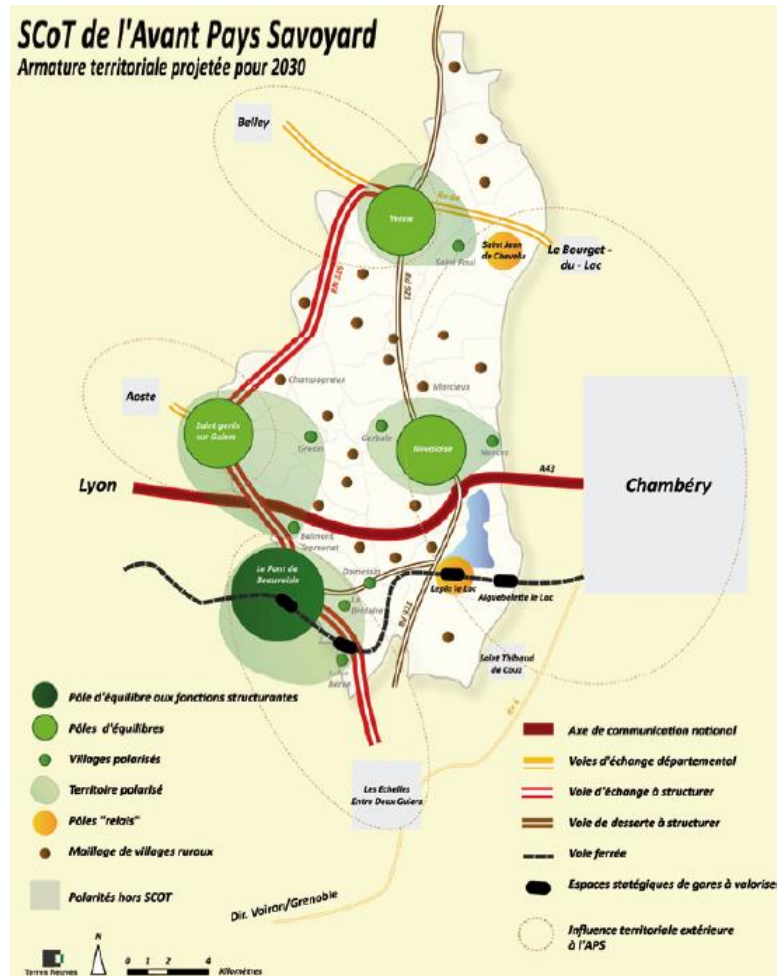 SCoT de l'Avant Pays Savoyard
Armature territoriale projetée pour 2030
Belley
Yenne
Saint Paul
Saint Jean
de Chevelu
Le Bourget -
du - Lac
Champagneux
Marcieux
Aoste
Saint genix
sur Guiers
Gresin
Gerbaix
Novalaise
Nances
A43
Lyon
Chambéry
Belmont
Tramonet
Le Pont de
Beauvoisin
Domessin
La
Bridoire
Lepin le Lac
Aiguebelette le Lac
Saint Thibaud
de Couz
Les Echelles
Entre Deux Guiers
Dir. Voiron/Grenoble
Pôle d'équilibre aux fonctions structurantes
Pôles d'équilibres
Villages polarisés
Territoire polarisé
Pôles "relais"
Maillage de villages ruraux
Polarités hors SCOT
Axe de communication national
Voies d'échange départemental
Voie d'échange à structurer
Voie de desserte à structurer
Voie ferrée
Espaces statégiques de gares à valoriser
Influence territoriale extérieure
à l'APS
Terres Neuves
N
0 1 2 4
Kilomètres